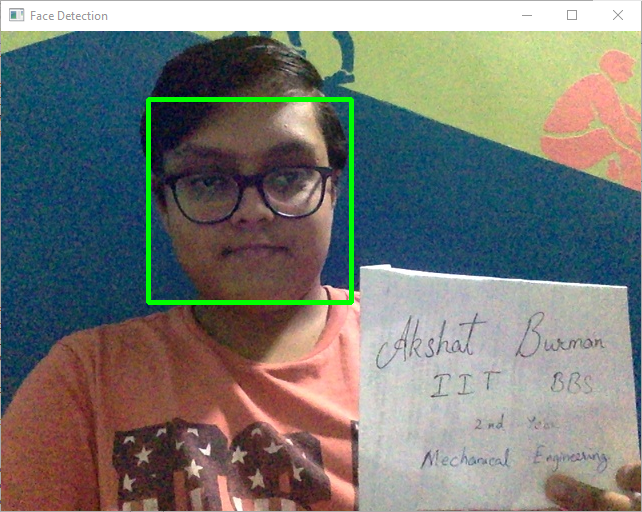 Face Detection
Akshat Burman
IIT BBS
2nd Year
Mechanical Engineering